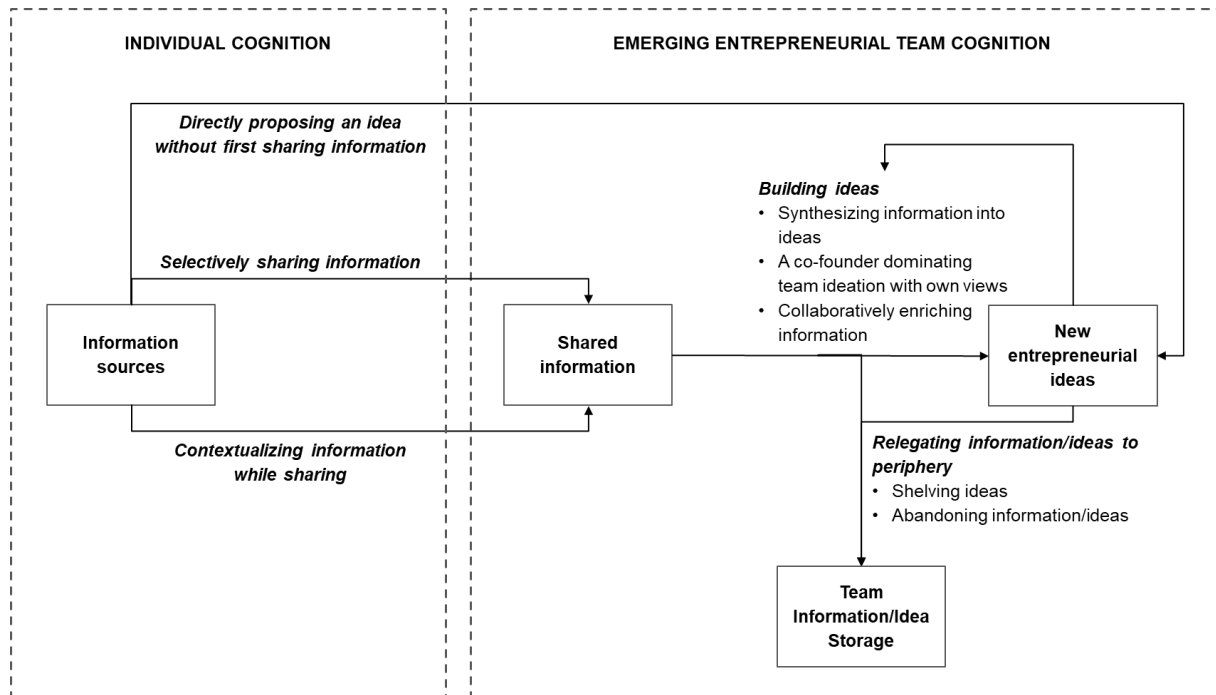 INDIVIDUAL COGNITION
EMERGING ENTREPRENEURIAL TEAM COGNITION
Directly proposing an idea
without first sharing information
Building ideas
• Synthesizing information into
ideas
• A co-founder dominating
team ideation with own views
• Collaboratively enriching
information
Selectively sharing information
Information
sources
Shared
information
New
entrepreneurial
ideas
Contextualizing information
while sharing
Relegating information/ideas to
periphery
• Shelving ideas
• Abandoning information/ideas
Team
Information/Idea
Storage